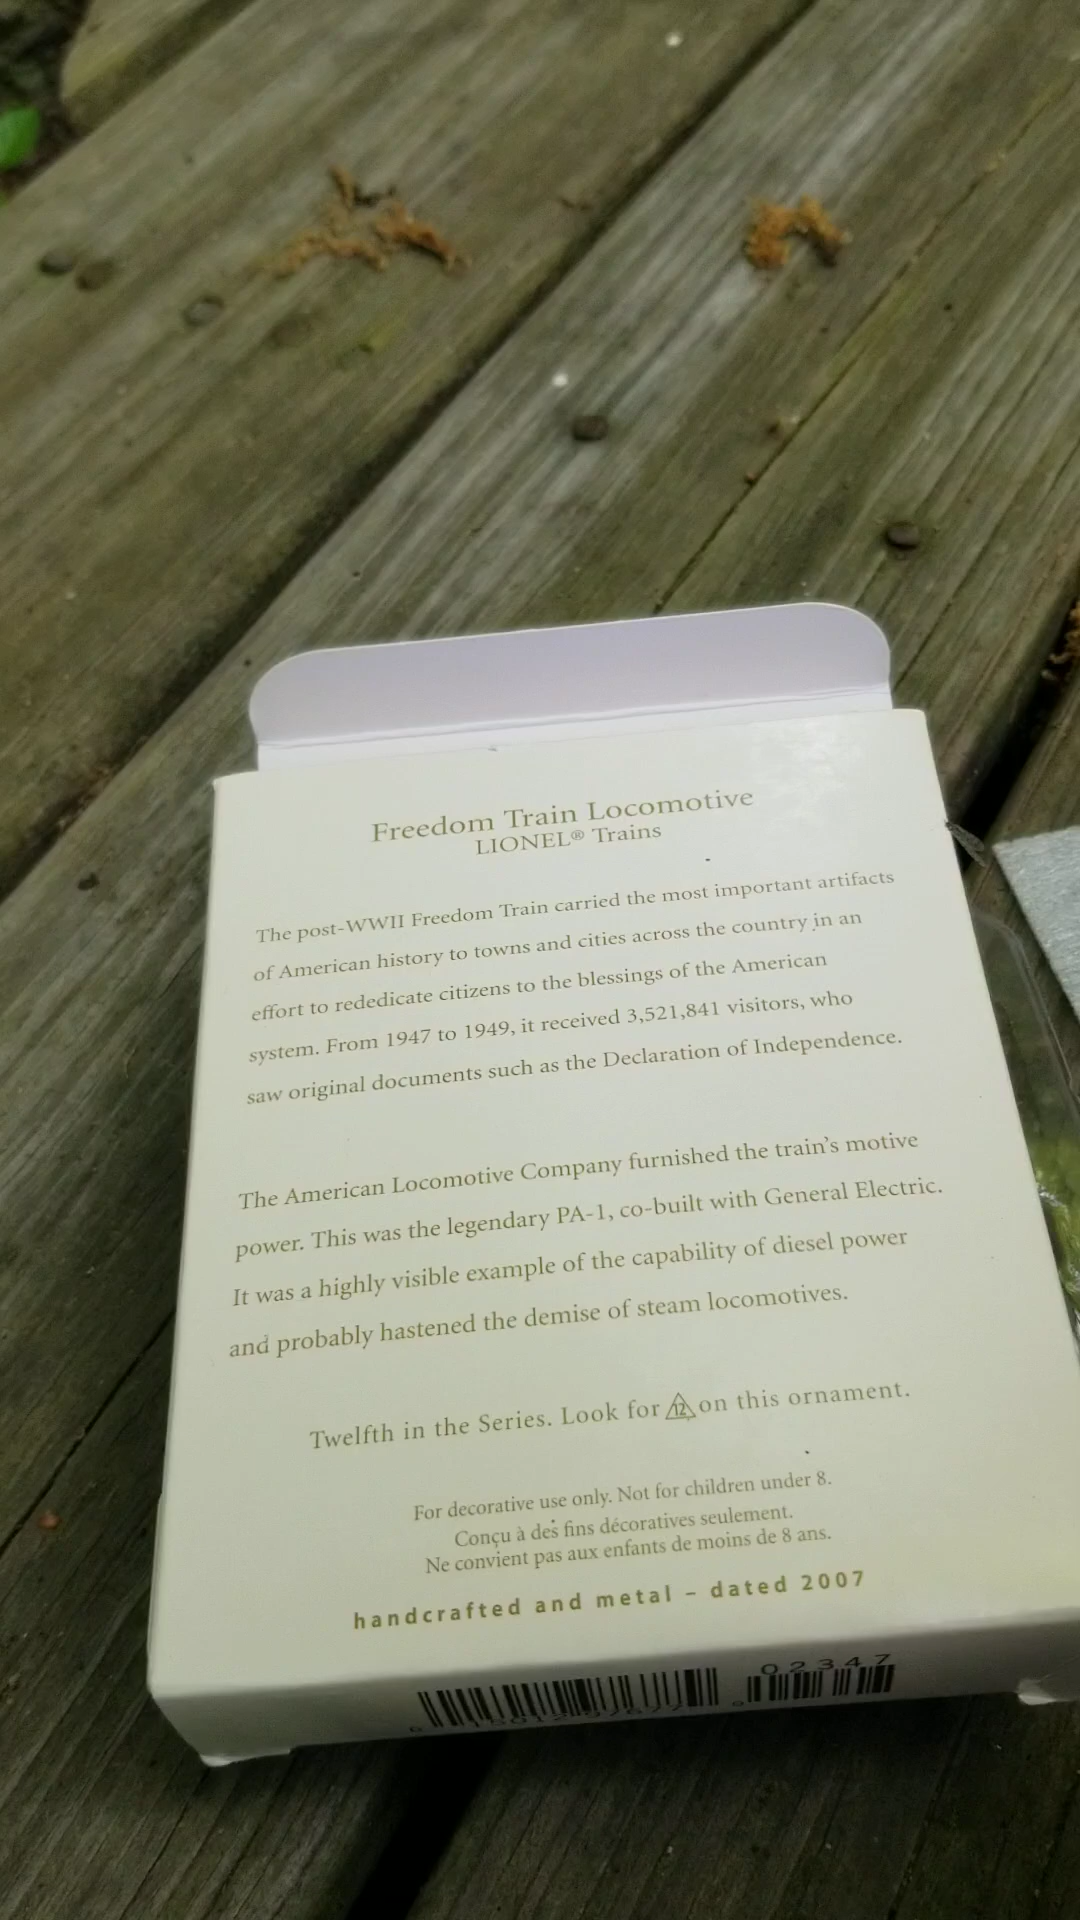 Freedom Train Locomotive
LIONEL® Trains
The post-WWII Freedom Train carried the most important artifacts
of American history to towns and cities across the country in an
effort to rededicate citizens to the blessings of the American
system. From 1947 to 1949, it received 3,521,841 visitors, who
saw original documents such as the Declaration of Independence.
The American Locomotive Company furnished the train's motive
power. This was the legendary PA-1, co-built with General Electric.
It was a highly visible example of the capability of diesel power
and probably hastened the demise of steam locomotives.
Twelfth in the Series. Look for 12 on this ornament.
For decorative use only. Not for children under 8.
Conçu à des fins décoratives seulement.
Ne convient pas aux enfants de moins de 8 ans.
handcrafted and metal – dated 2007
02347